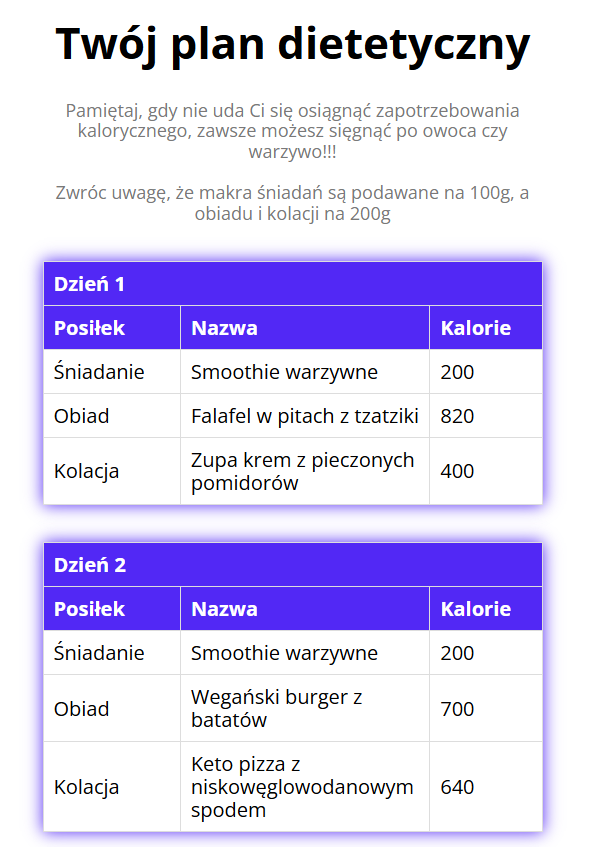 Twój plan dietetyczny
Pamiętaj, gdy nie uda Ci się osiągnąć zapotrzebowania
kalorycznego, zawsze możesz sięgnąć po owoca czy
warzywo!!!
Zwróc uwagę, że makra śniadań są podawane na 100g, a
obiadu i kolacji na 200g
Dzień 1
Posiłek Nazwa Kalorie
Śniadanie Smoothie warzywne 200
Obiad Falafel w pitach z tzatziki 820
Kolacja Zupa krem z pieczonych
pomidorów 400
Dzień 2
Posiłek Nazwa Kalorie
Śniadanie Smoothie warzywne 200
Obiad Wegański burger z
batatów 700
Kolacja Keto pizza z
niskowęglowodanowym
spodem 640